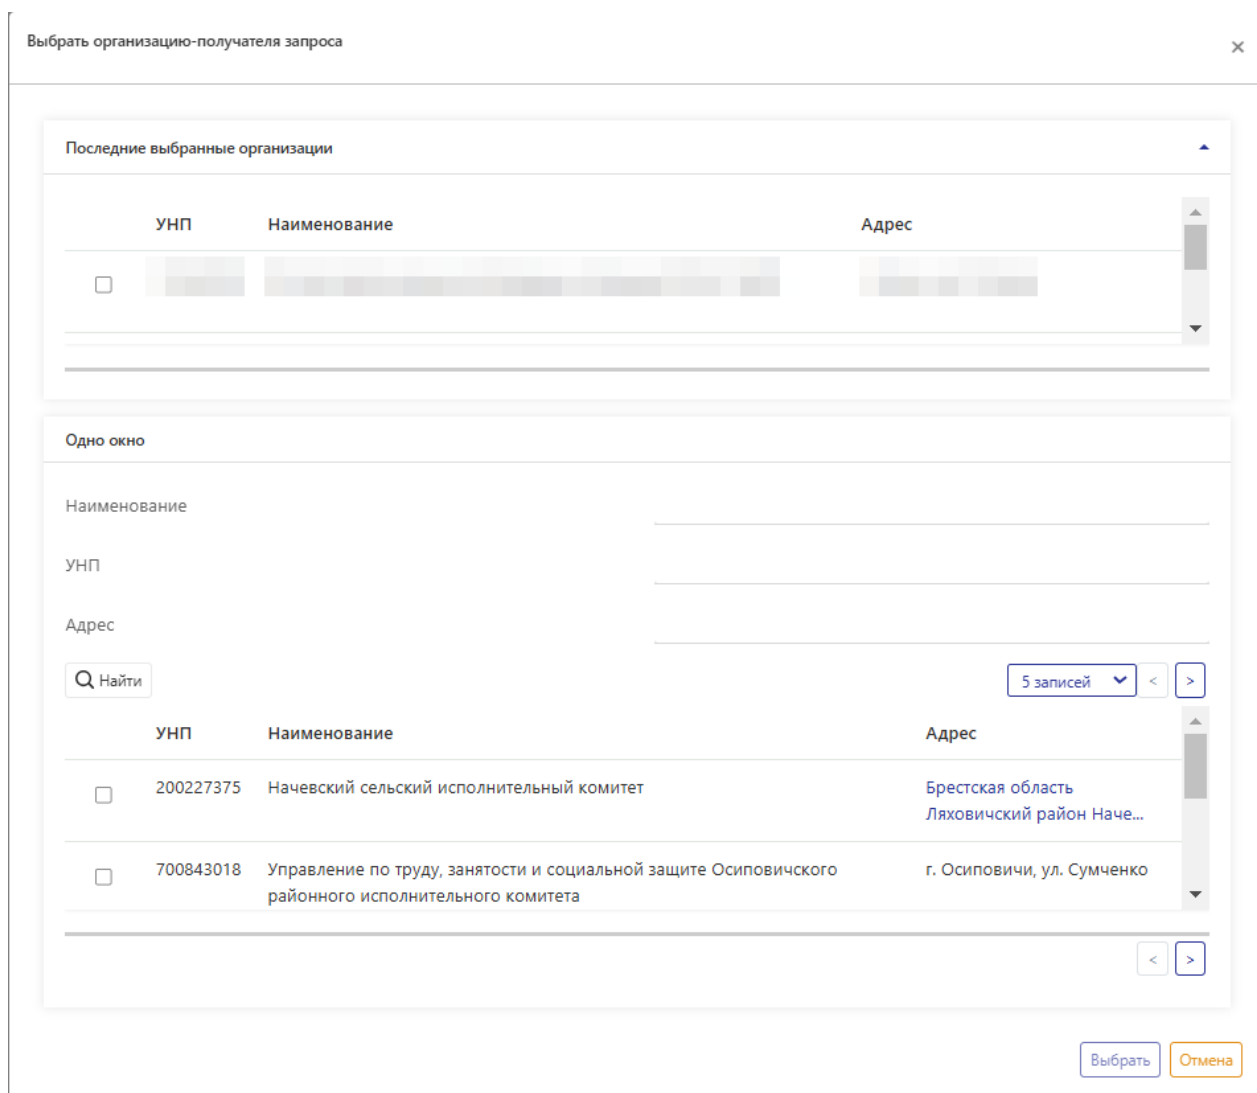 Выбрать организацию-получателя запроса
×
Последние выбранные организации
УНП Наименование Адрес
Одно окно
Наименование
УНП
Адрес
Найти 5 записей < >
УНП Наименование Адрес
200227375 Начевский сельский исполнительный комитет Брестская область
Ляховичский район Наче...
700843018 Управление по труду, занятости и социальной защите Осиповичского г. Осиповичи, ул. Сумченко
районного исполнительного комитета
< >
Выбрать Отмена